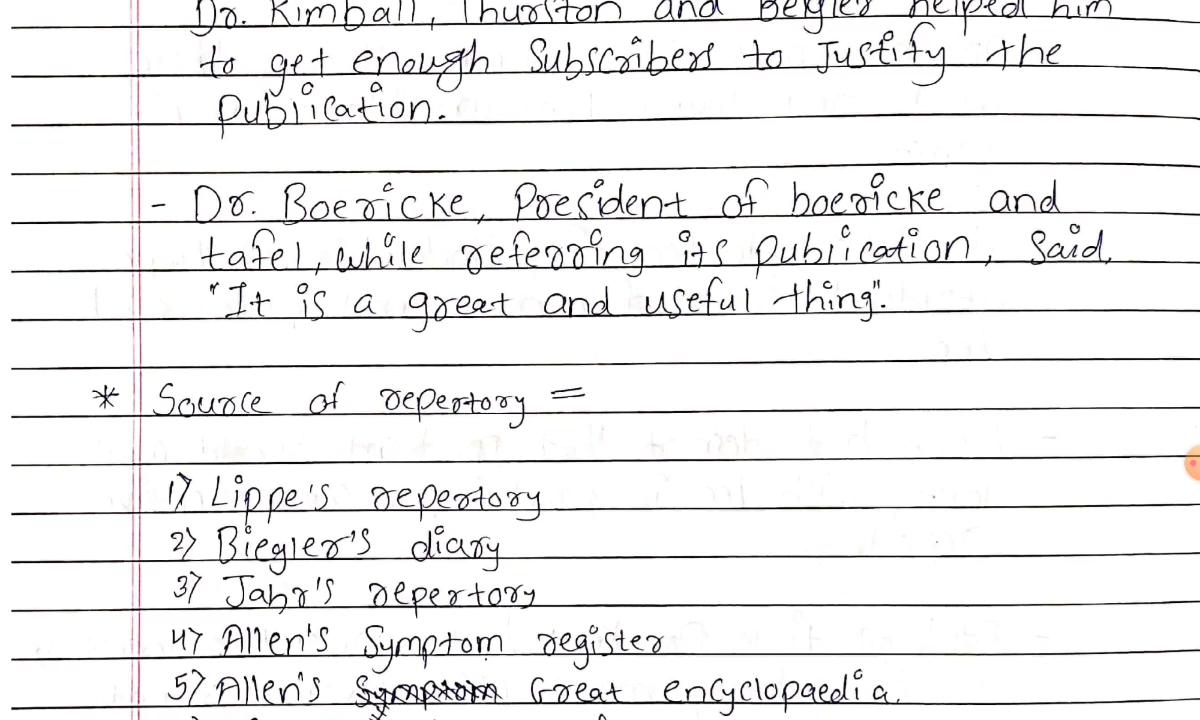 Dr. Kimball, Thurston and Beigler helped him
to get enough Subscribers to Justify the
Publication.
- Dr. Boericke, President of boericke and
tafel, while referring its Publication, Said,
"It is a great and useful thing".
* Source of repertory =
1) Lippe's repertory
2) Biegler's diary
3) Jahr's repertory
4) Allen's Symptom register
5) Allen's Great encyclopaedia.